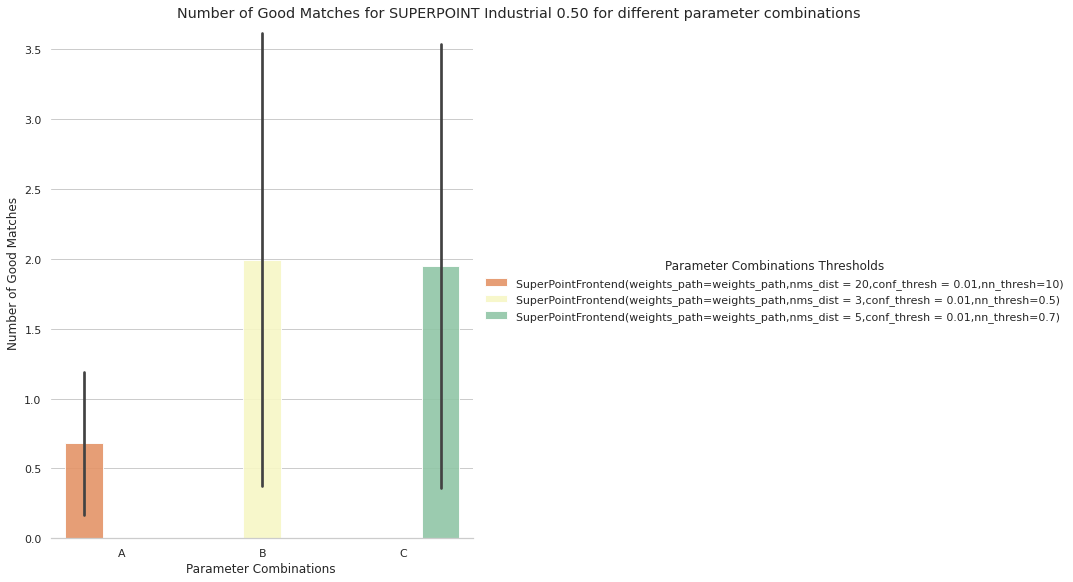 Number of Good Matches for SUPERPOINT Industrial 0.50 for different parameter combinations
3.5
3.0
2.5
2.0
1.5
1.0
0.5
0.0
Number of Good Matches
A
B
C
Parameter Combinations
Parameter Combinations Thresholds
SuperPointFrontend(weights_path=weights_path,nms_dist = 20,conf_thresh = 0.01,nn_thresh=10)
SuperPointFrontend(weights_path=weights_path,nms_dist = 3,conf_thresh = 0.01,nn_thresh=0.5)
SuperPointFrontend(weights_path=weights_path,nms_dist = 5,conf_thresh = 0.01,nn_thresh=0.7)